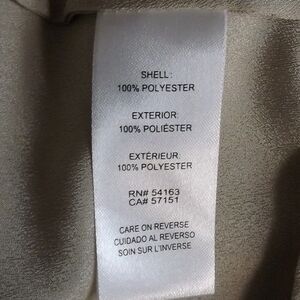 SHELL:
100% POLYESTER
EXTERIOR:
100% POLIÉSTER
EXTÉRIEUR:
100% POLYESTER
RN# 54163
CA# 57151
CARE ON REVERSE
CUIDADO AL REVERSO
SOIN SUR L'INVERSE